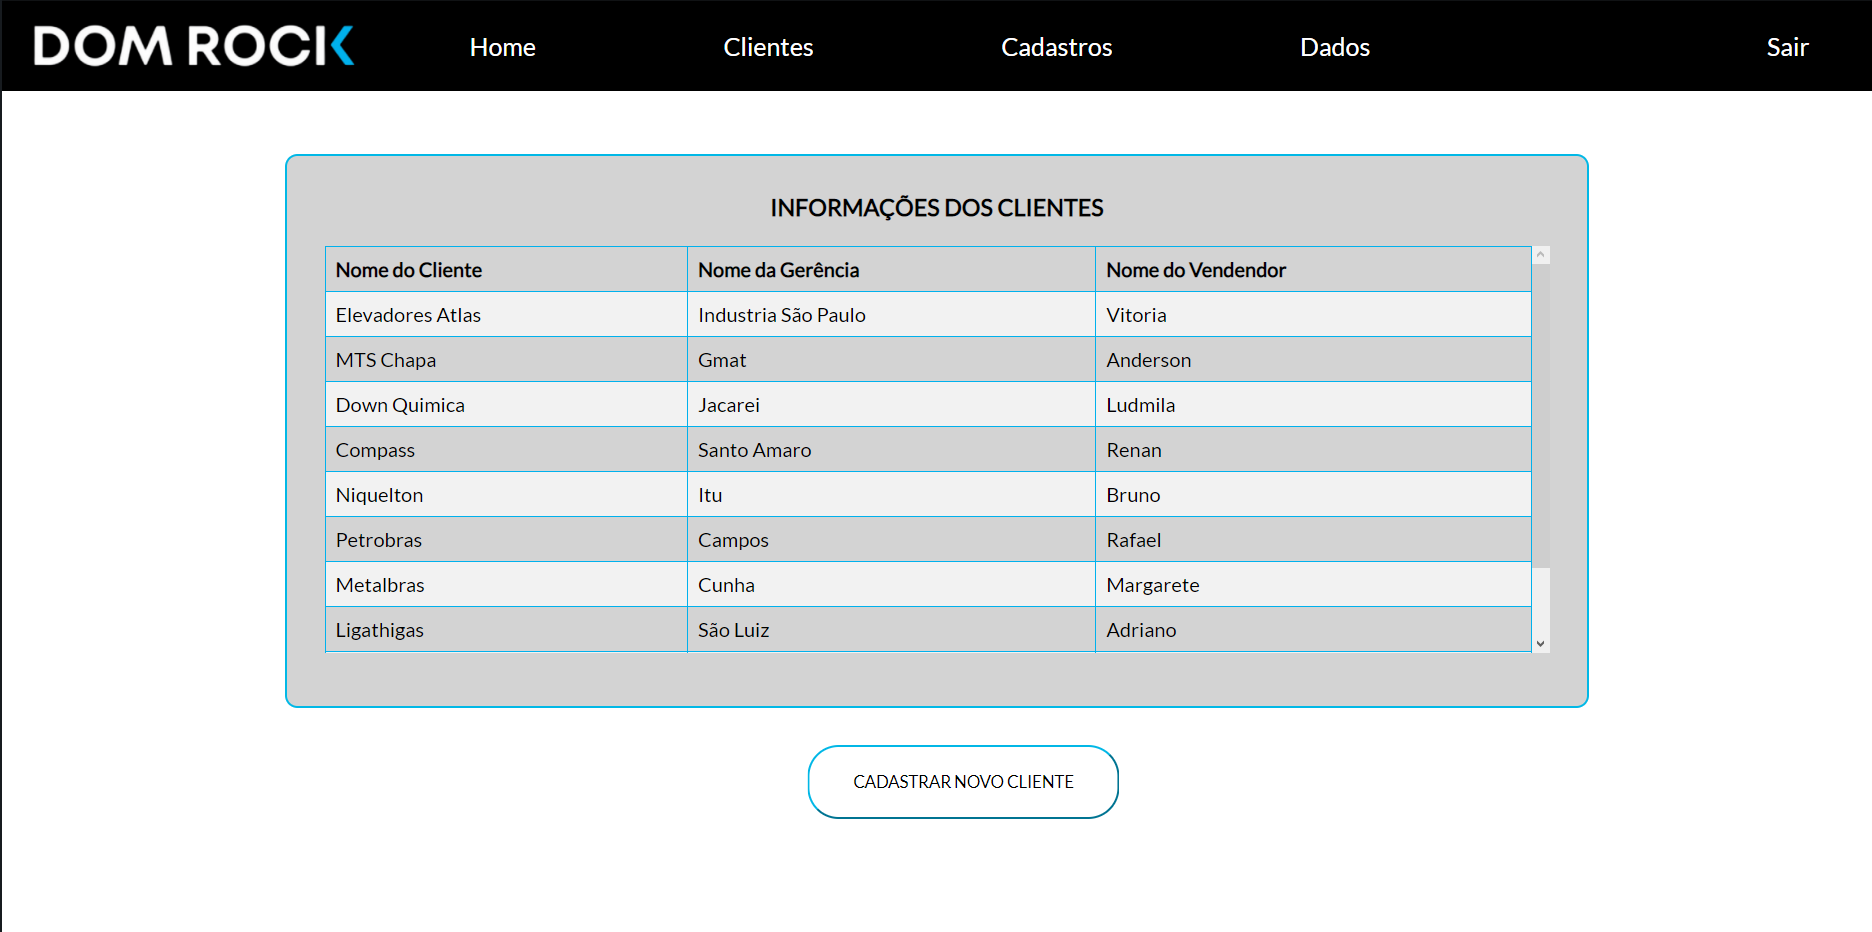 DOM ROCK Home Clientes Cadastros Dados Sair
INFORMAÇÕES DOS CLIENTES
Nome do Cliente Nome da Gerência Nome do Vendendor
Elevadores Atlas Industria São Paulo Vitoria
MTS Chapa Gmat Anderson
Down Quimica Jacarei Ludmila
Compass Santo Amaro Renan
Niquelton Itu Bruno
Petrobras Campos Rafael
Metalbras Cunha Margarete
Ligathigas São Luiz Adriano
CADASTRAR NOVO CLIENTE